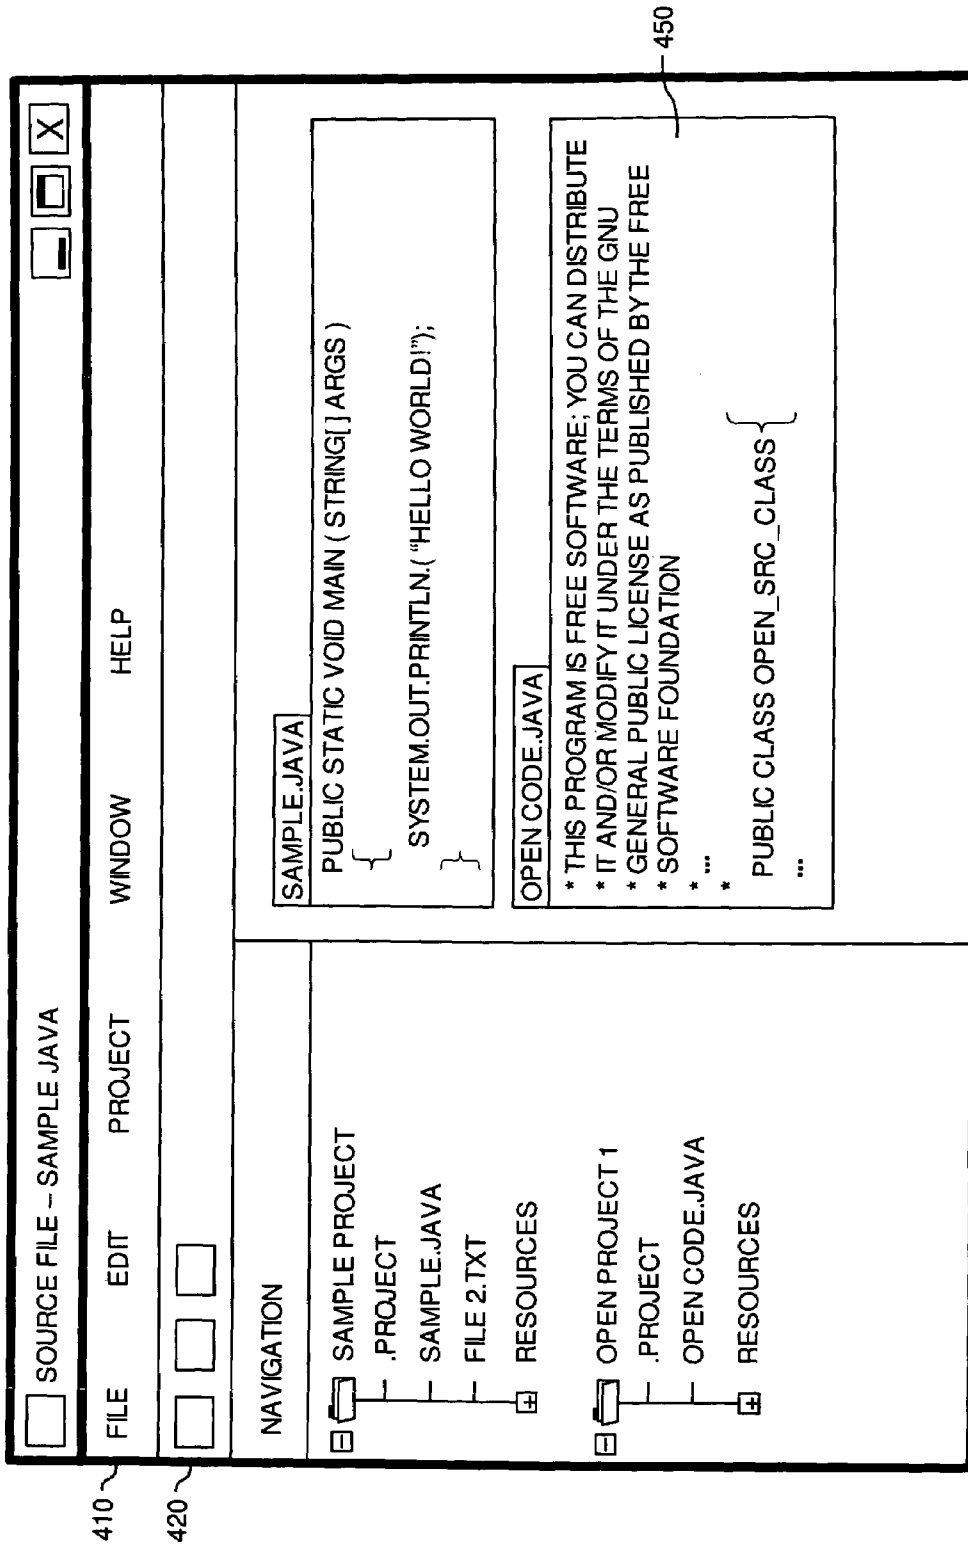 SOURCE FILE – SAMPLE JAVA
X
410
FILE EDIT PROJECT WINDOW HELP
420
NAVIGATION
SAMPLE PROJECT
.PROJECT
SAMPLE.JAVA
FILE 2.TXT
RESOURCES
OPEN PROJECT 1
.PROJECT
OPEN CODE.JAVA
RESOURCES
SAMPLE.JAVA
PUBLIC STATIC VOID MAIN ( STRING[ ] ARGS )
{
SYSTEM.OUT.PRINTLN.( “HELLO WORLD!”);
}
OPEN CODE.JAVA
* THIS PROGRAM IS FREE SOFTWARE; YOU CAN DISTRIBUTE
* IT AND/OR MODIFY IT UNDER THE TERMS OF THE GNU
* GENERAL PUBLIC LICENSE AS PUBLISHED BY THE FREE
* SOFTWARE FOUNDATION
* ...
*
{
PUBLIC CLASS OPEN_SRC_CLASS
...
450